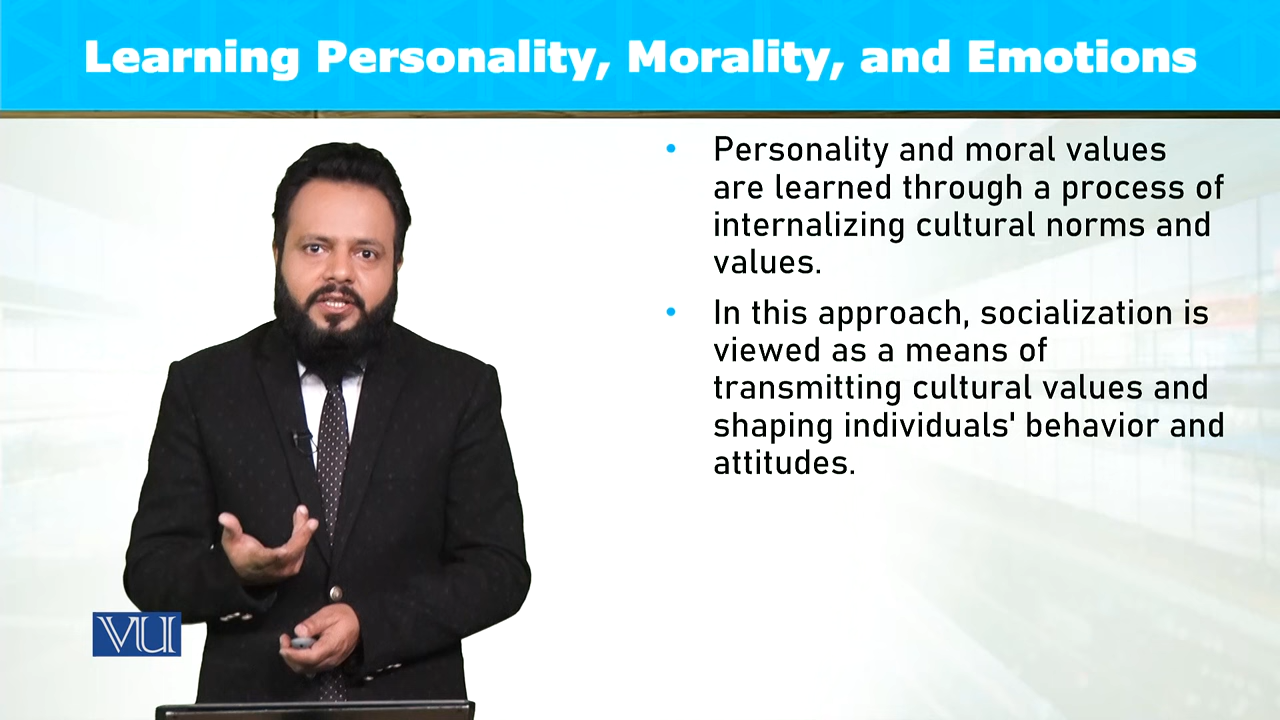 Learning Personality, Morality, and Emotions
• Personality and moral values
are learned through a process of
internalizing cultural norms and
values.
• In this approach, socialization is
viewed as a means of
transmitting cultural values and
shaping individuals' behavior and
attitudes.
VU